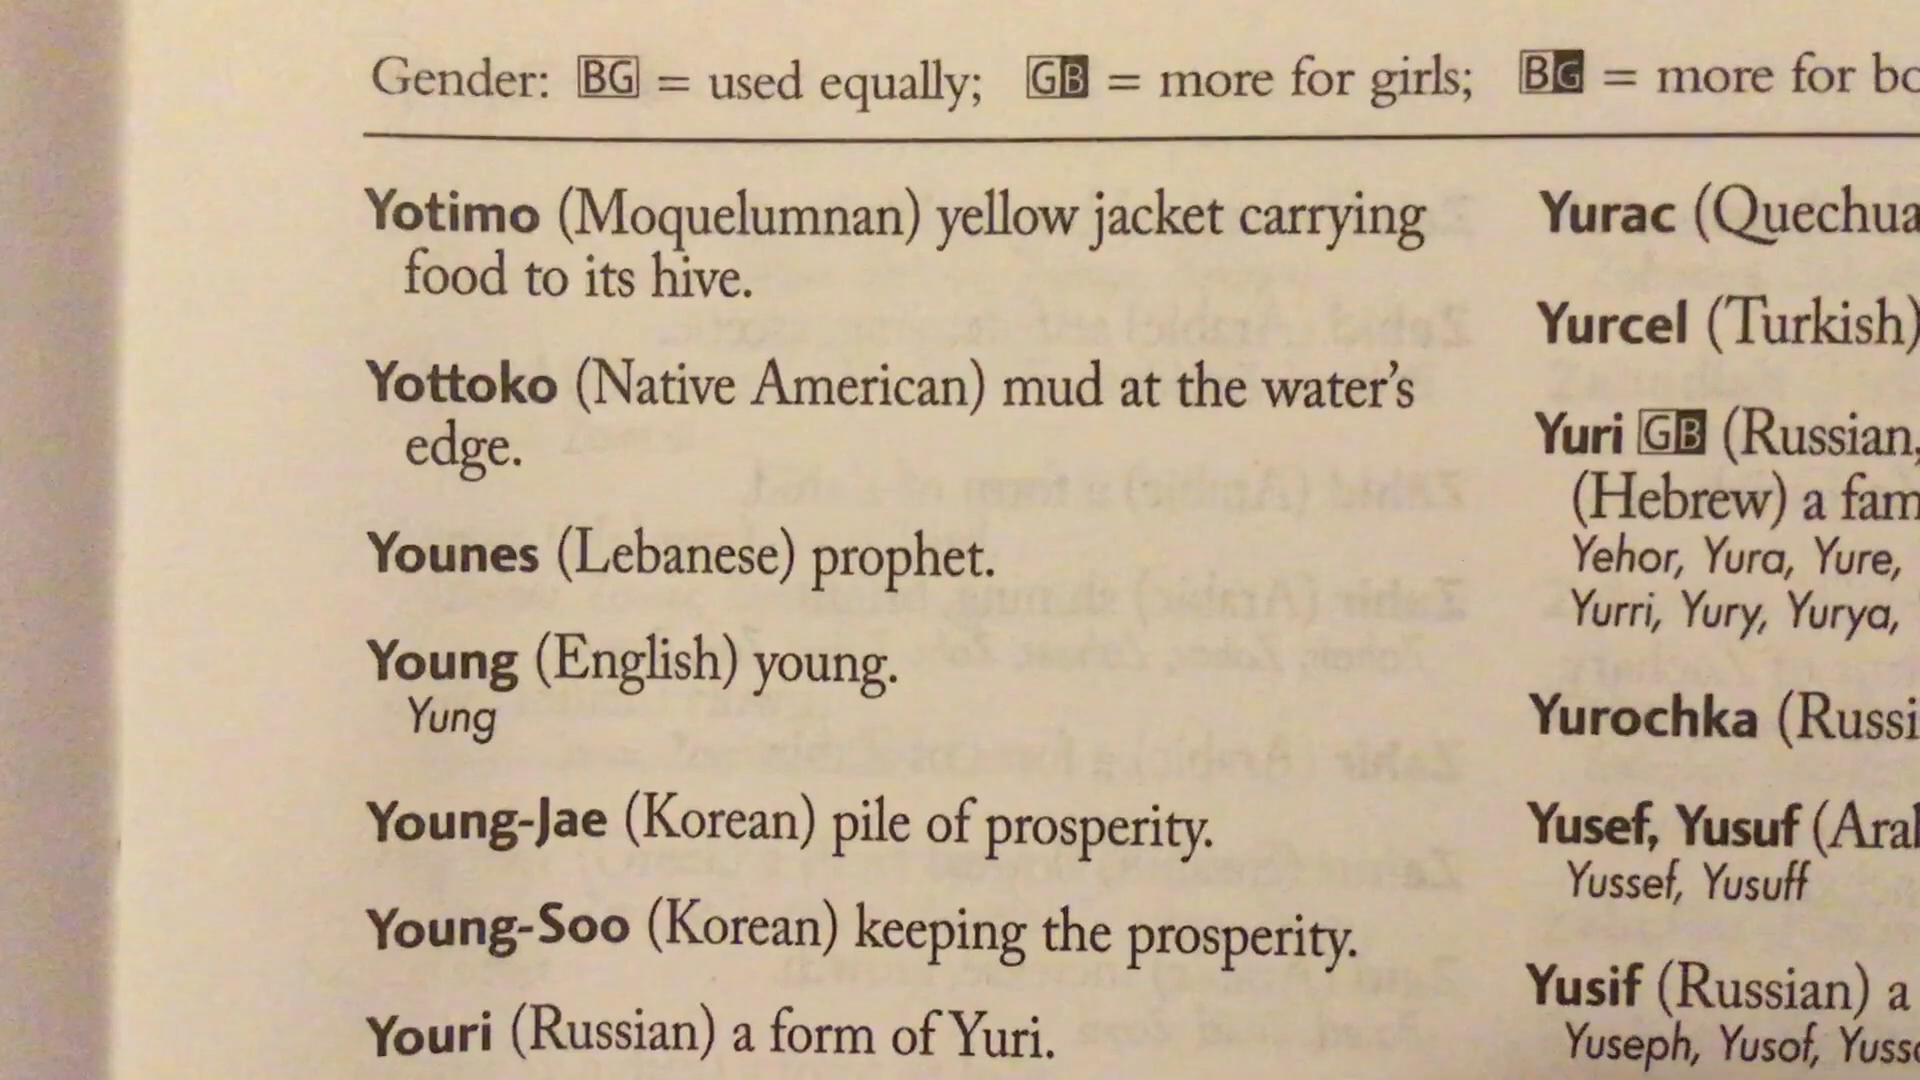 Gender: BG = used equally; GB = more for girls; BG = more for
Yotimo (Moquelumnan) yellow jacket carrying
food to its hive.
Yottoko (Native American) mud at the water's
edge.
Younes (Lebanese) prophet.
Young (English) young.
Yung
Young-Jae (Korean) pile of prosperity.
Young-Soo (Korean) keeping the prosperity.
Youri (Russian) a form of Yuri.
Yurac (Quechua
Yurcel (Turkish)
Yuri GB (Russian,
(Hebrew) a fam
Yehor, Yura, Yure,
Yurri, Yury, Yurya,
Yurochka (Russi
Yusef, Yusuf (Ara
Yussef, Yusuff
Yusif (Russian) a
Yuseph, Yusof,